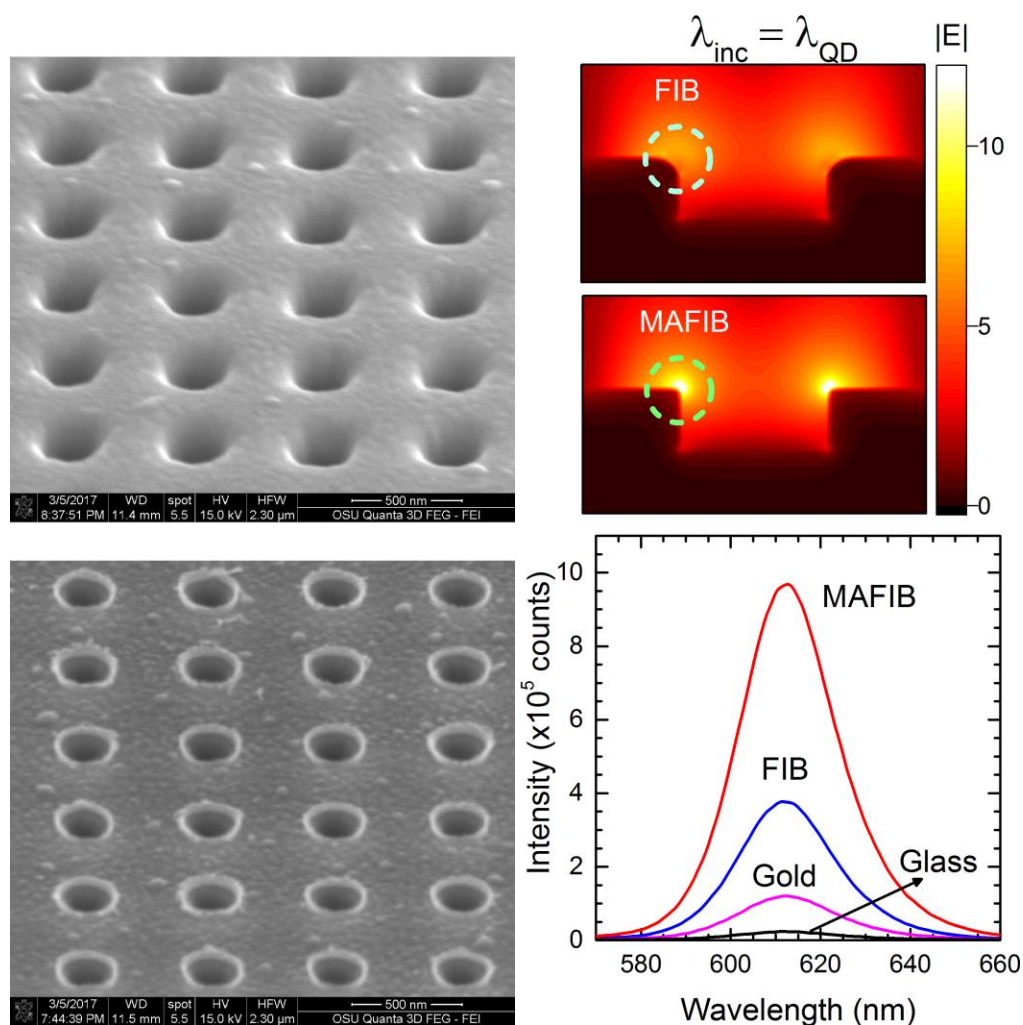 3/5/2017 WD spot HV HFW 500 nm
8:37:51 PM 11.4 mm 5.5 15.0 kV 2.30 µm OSU Quanta 3D FEG - FEI
λinc = λQD
|E|
FIB
MAFIB
10
5
0
3/5/2017 WD spot HV HFW 500 nm
7:44:39 PM 11.5 mm 5.5 15.0 kV 2.30 µm OSU Quanta 3D FEG - FEI
Intensity (x10⁵ counts)
10
8
6
4
2
0
MAFIB
FIB
Gold
Glass
580 600 620 640 660
Wavelength (nm)